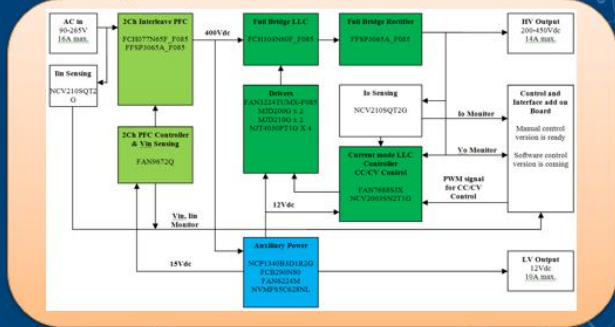 AC in
90-265V
16A max.
2Ch Interleave PFC
FCH077N65F_F085
FFSP3065A_F085
400Vdc
Full Bridge LLC
FCH104N60F_F085
Full Bridge Rectifier
FFSP3065A_F085
HV Output
200-450Vdc
14A max.
Iin Sensing
NCV210SQT2
G
Drivers
FAN3224TUMX-F085
MJD200G x 2
MJD210G x 2
NJT4030PT1G X 4
Io Sensing
NCV210SQT2G
Io Monitor
Control and
Interface add on
Board
Manual control
version is ready
Software control
version is coming
2Ch PFC Controller
& Vin Sensing
FAN9672Q
Current mode LLC
Controller
CC/CV Control
FAN7688SJX
NCV2003SN2T1G
Vo Monitor
PWM signal
for CC/CV
Control
12Vdc
Vin, Iin
Monitor
15Vdc
Auxiliary Power
NCP1340B3D1R2G
FCB290N80
FAN6224M
NVMFS5C628NL
LV Output
12Vdc
10A max.